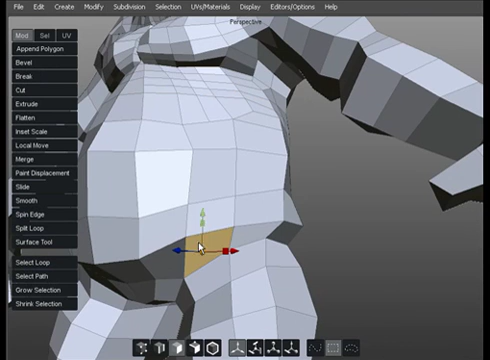 File Edit Create Modify Subdivision Selection UVs/Materials Display Editors/Options Help
Perspective
Mod Sel UV
Append Polygon
Bevel
Break
Cut
Extrude
Flatten
Inset Scale
Local Move
Merge
Paint Displacement
Slide
Smooth
Spin Edge
Split Loop
Surface Tool
Select Loop
Select Path
Grow Selection
Shrink Selection